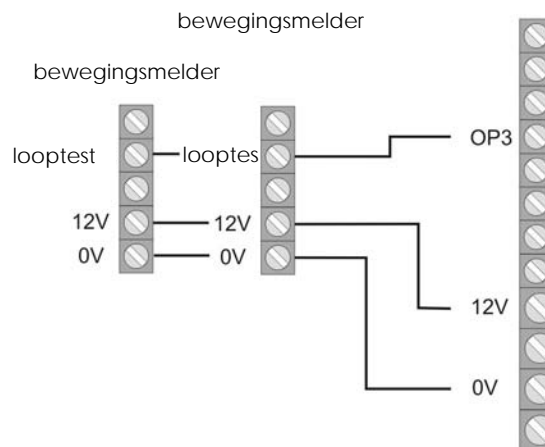 bewegingsmelder
bewegingsmelder
OP3
looptest looptes
12V 12V
0V 0V
12V
0V